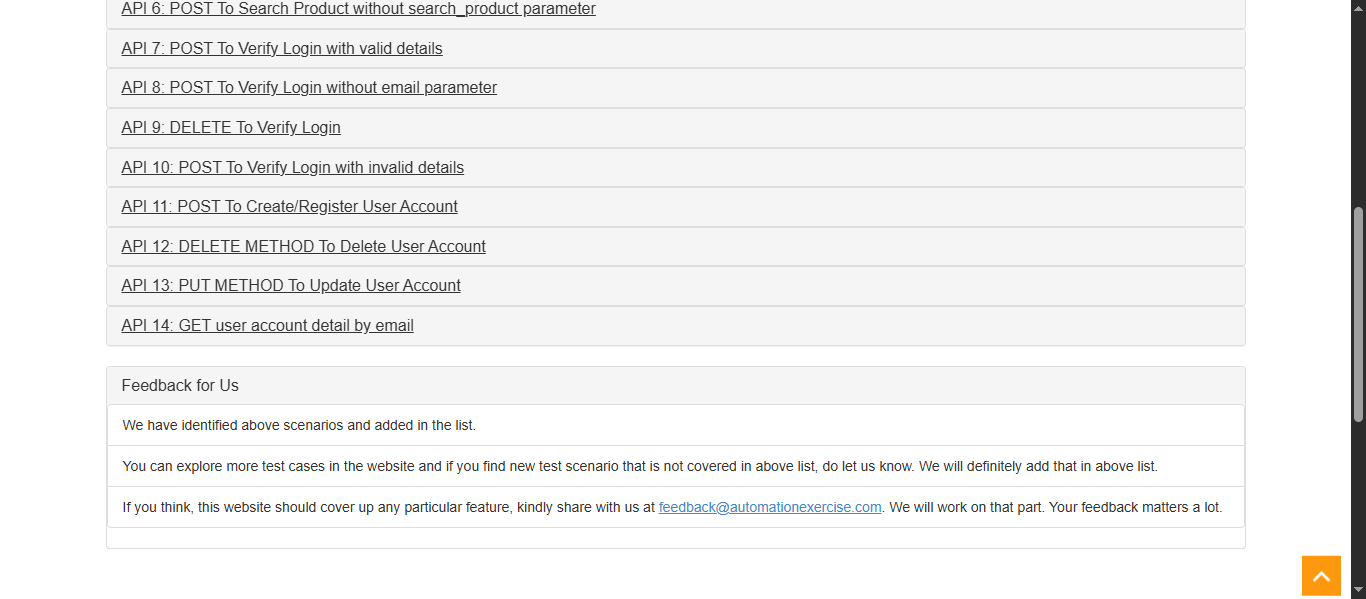 API 6: POST To Search Product without search_product parameter
API 7: POST To Verify Login with valid details
API 8: POST To Verify Login without email parameter
API 9: DELETE To Verify Login
API 10: POST To Verify Login with invalid details
API 11: POST To Create/Register User Account
API 12: DELETE METHOD To Delete User Account
API 13: PUT METHOD To Update User Account
API 14: GET user account detail by email
Feedback for Us
We have identified above scenarios and added in the list.
You can explore more test cases in the website and if you find new test scenario that is not covered in above list, do let us know. We will definitely add that in above list.
If you think, this website should cover up any particular feature, kindly share with us at feedback@automationexercise.com. We will work on that part. Your feedback matters a lot.